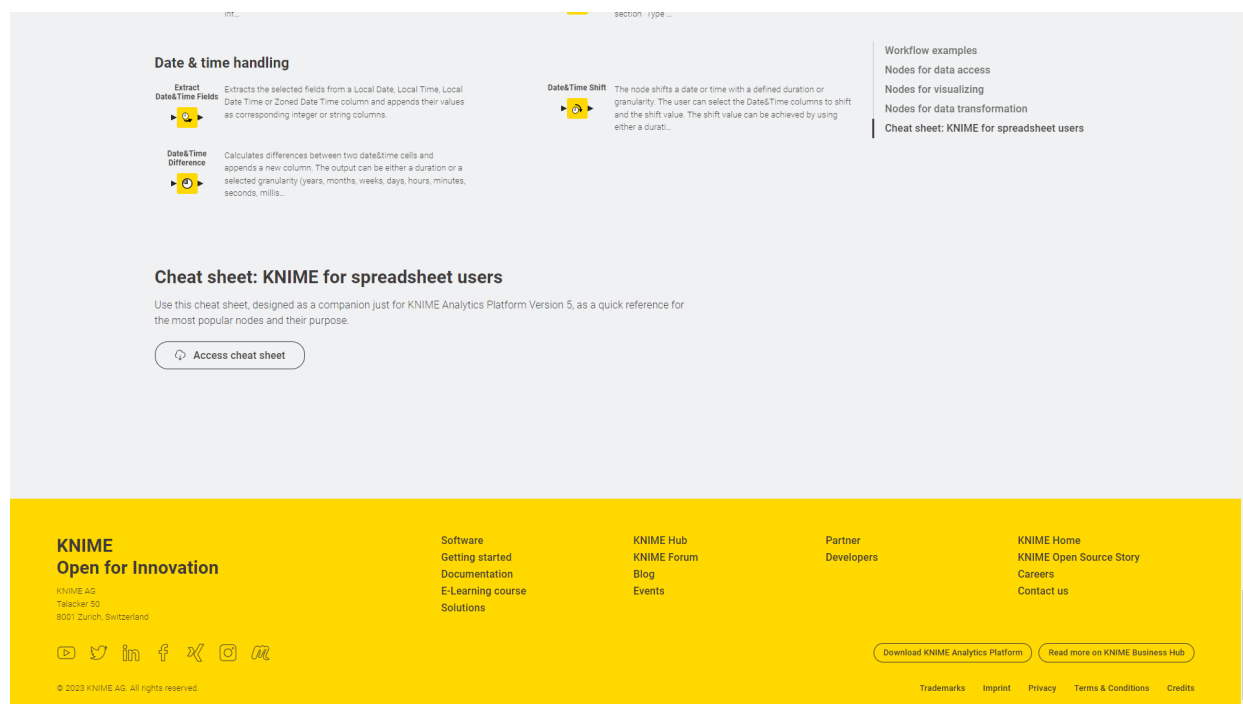 inf...
section "Type ...
Date & time handling
Extract
Date&Time Fields
Extracts the selected fields from a Local Date, Local Time, Local
Date Time or Zoned Date Time column and appends their values
as corresponding integer or string columns.
Date&Time Shift
The node shifts a date or time with a defined duration or
granularity. The user can select the Date&Time columns to shift
and the shift value. The shift value can be achieved by using
either a durati...
Date&Time
Difference
Calculates differences between two date&time cells and
appends a new column. The output can be either a duration or a
selected granularity (years, months, weeks, days, hours, minutes,
seconds, millis...
Workflow examples
Nodes for data access
Nodes for visualizing
Nodes for data transformation
Cheat sheet: KNIME for spreadsheet users
Cheat sheet: KNIME for spreadsheet users
Use this cheat sheet, designed as a companion just for KNIME Analytics Platform Version 5, as a quick reference for
the most popular nodes and their purpose.
Access cheat sheet
KNIME
Open for Innovation
KNIME AG
Talacker 50
8001 Zurich, Switzerland
Software
Getting started
Documentation
E-Learning course
Solutions
KNIME Hub
KNIME Forum
Blog
Events
Partner
Developers
KNIME Home
KNIME Open Source Story
Careers
Contact us
Download KNIME Analytics Platform
Read more on KNIME Business Hub
© 2023 KNIME AG. All rights reserved.
Trademarks
Imprint
Privacy
Terms & Conditions
Credits